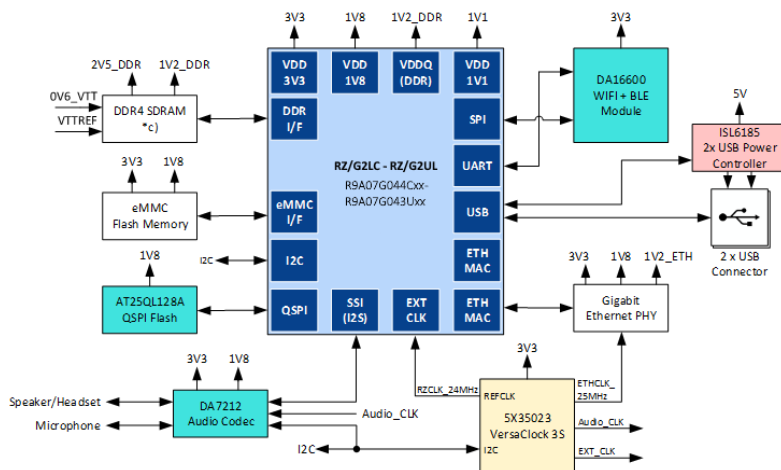 3V3
1V8
1V2_DDR
1V1
3V3
2V5_DDR
1V2_DDR
0V6_VTT
VTTREF
DDR4 SDRAM
*c)
VDD
3V3
VDD
1V8
VDDQ
(DDR)
VDD
1V1
DDR
I/F
SPI
DA16600
WIFI + BLE
Module
5V
ISL6185
2x USB Power
Controller
RZ/G2LC - RZ/G2UL
R9A07G044Cxx-
R9A07G043Uxx
UART
3V3
1V8
eMMC
Flash Memory
eMMC
I/F
USB
2 x USB
Connector
I2C
I2C
ETH
MAC
1V8
3V3
1V8
1V2_ETH
AT25QL128A
QSPI Flash
QSPI
SSI
(I2S)
EXT
CLK
ETH
MAC
Gigabit
Ethernet PHY
3V3
1V8
3V3
RZCLK_24MHz
REFCLK
ETHCLK_
25MHz
Speaker/Headset
Microphone
DA7212
Audio Codec
Audio_CLK
5X35023
VersaClock 3S
Audio_CLK
I2C
I2C
EXT_CLK